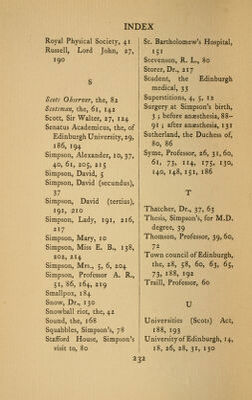 INDEX
Royal Physical Society, 41
Russell, Lord John, 27,
190
S
Scots Observer, the, 82
Scotsman, the, 61, 142
Scott, Sir Walter, 27, 124
Senatus Academicus, the, of
Edinburgh University, 29,
186, 194
Simpson, Alexander, 10, 37,
40, 61, 205, 215
Simpson, David, 5
Simpson, David (secundus),
37
Simpson, David (tertius),
191, 210
Simpson, Lady, 191, 216,
217
Simpson, Mary, 10
Simpson, Miss E. B., 138,
202, 214
Simpson, Mrs., 5, 6, 204
Simpson, Professor A. R.,
51, 86, 164, 219
Smallpox, 184
Snow, Dr., 130
Snowball riot, the, 42
Sound, the, 168
Squabbles, Simpson's, 78
Stafford House, Simpson's
visit to, 80
St. Bartholomew's Hospital,
151
Stevenson, R. L., 80
Storer, Dr., 217
Student, the Edinburgh
medical, 33
Superstitions, 4, 5, 12
Surgery at Simpson's birth,
3; before anæsthesia, 88-
91; after anæsthesia, 131
Sutherland, the Duchess of,
80, 86
Syme, Professor, 26, 31, 60,
61, 73, 114, 175, 130,
140, 148, 151, 186
T
Thatcher, Dr., 37, 63
Thesis, Simpson's, for M.D.
degree, 39
Thomson, Professor, 39, 60,
72
Town council of Edinburgh,
the, 28, 58, 60, 63, 65,
73, 188, 192
Traill, Professor, 60
U
Universities (Scots) Act,
188, 193
University of Edinburgh, 14,
18, 26, 28, 31, 150
232